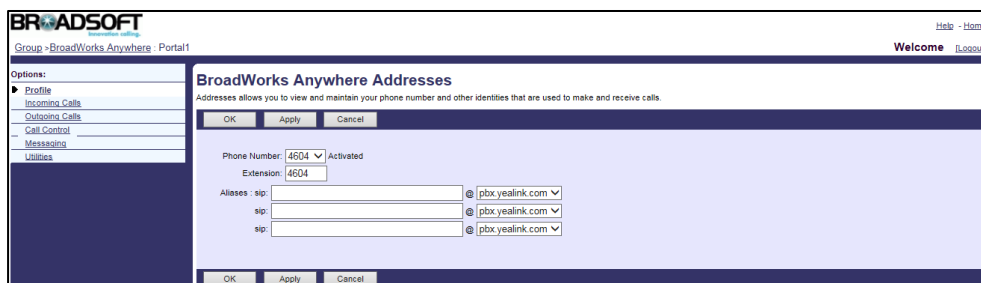 BROADSOFT
Innovation calling.
Help - Hom
Group >BroadWorks Anywhere : Portal1
Welcome [Logou
Options:
Profile
Incoming Calls
Outgoing Calls
Call Control
Messaging
Utilities
BroadWorks Anywhere Addresses
Addresses allows you to view and maintain your phone number and other identities that are used to make and receive calls.
OK Apply Cancel
Phone Number: 4604 Activated
Extension: 4604
Aliases : sip: @ pbx.yealink.com
sip: @ pbx.yealink.com
sip: @ pbx.yealink.com
OK Apply Cancel